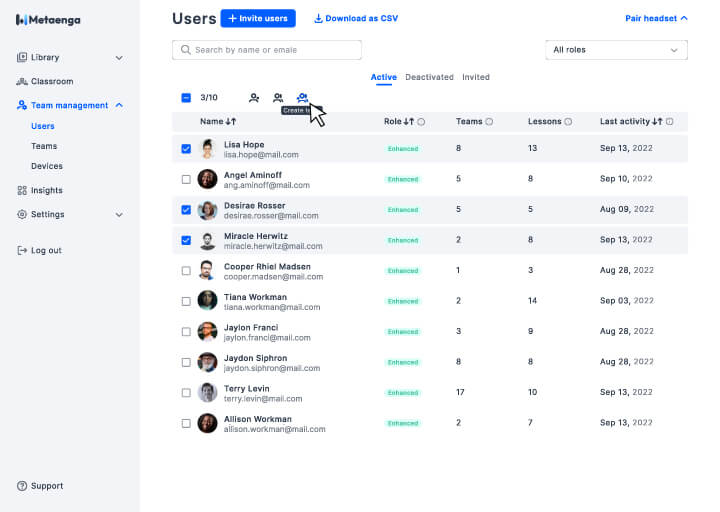 Metaenga
Users
+ Invite users
Download as CSV
Pair headset
Search by name or emaie
All roles
Library
Classroom
Team management
Users
Teams
Devices
Insights
Settings
Log out
Support
Active Deactivated Invited
3/10
Create
Name Role Teams Lessons Last activity
Lisa Hope
lisa.hope@mail.com
Enhanced 8 13 Sep 13, 2022
Angel Aminoff
ang.aminoff@mail.com
Enhanced 5 8 Sep 10, 2022
Desirae Rosser
desirae.rosser@mail.com
Enhanced 5 5 Aug 09, 2022
Miracle Herwitz
miracle.herwitz@mail.com
Enhanced 2 8 Sep 13, 2022
Cooper Rhiel Madsen
cooper.madsen@mail.com
Enhanced 1 3 Aug 28, 2022
Tiana Workman
tiana.workman@mail.com
Enhanced 2 14 Sep 03, 2022
Jaylon Franci
jaylon.franci@mail.com
Enhanced 3 9 Aug 28, 2022
Jaydon Siphron
jaydon.siphron@mail.com
Enhanced 8 8 Aug 28, 2022
Terry Levin
terry.levin@mail.com
Enhanced 17 10 Sep 13, 2022
Allison Workman
allison.workman@mail.com
Enhanced 2 7 Sep 13, 2022